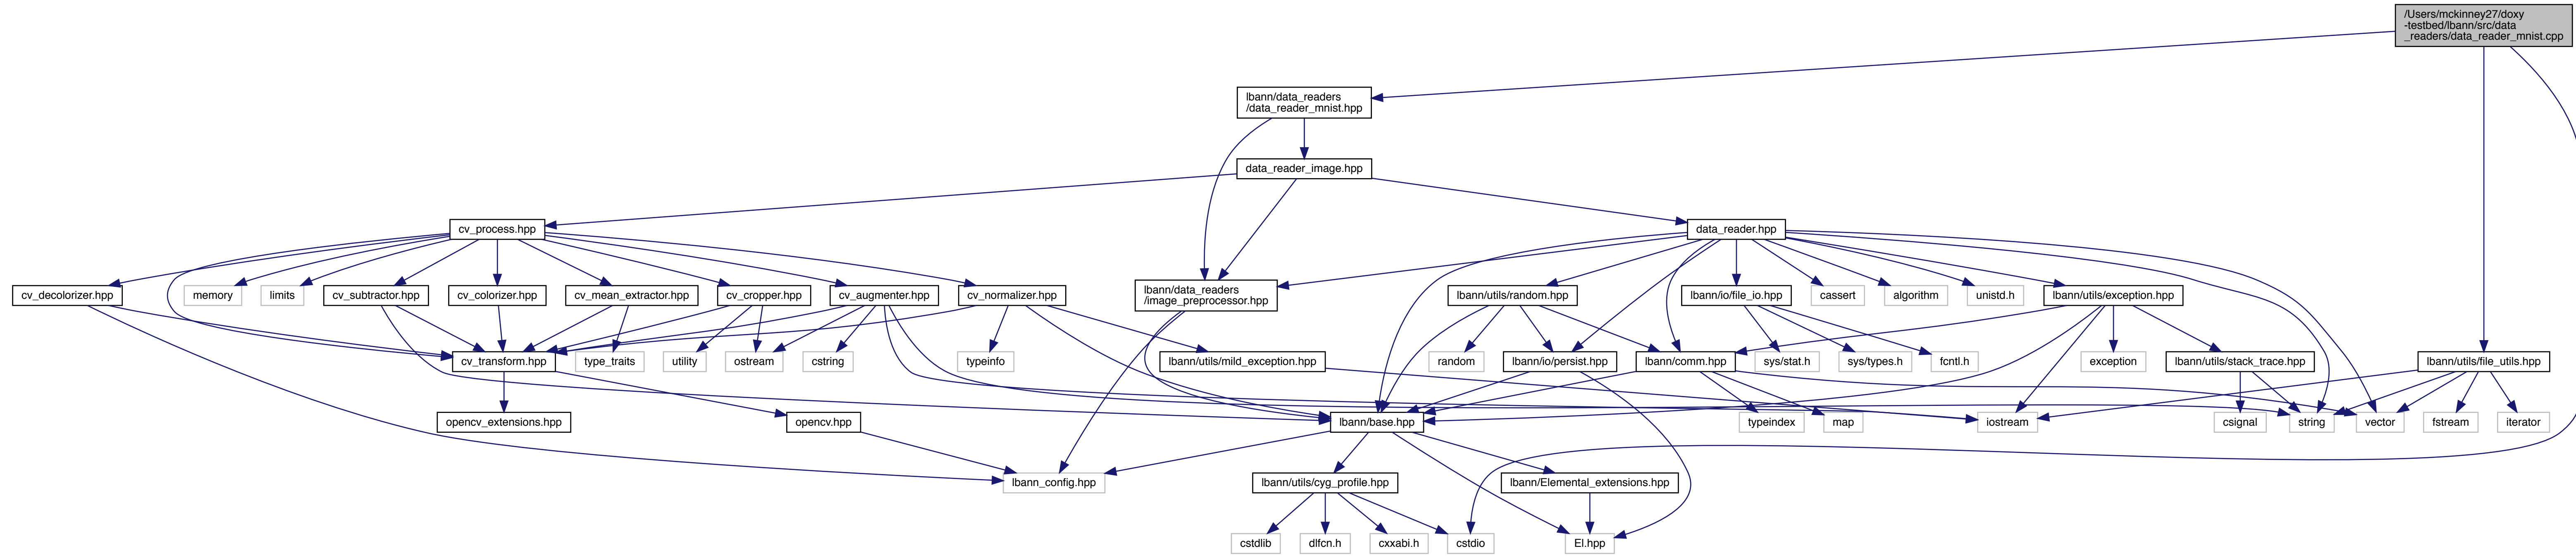 /Users/mckinney27/doxy
-testbed/lbann/src/data
_readers/data_reader_mnist.cpp
lbann/data_readers
/data_reader_mnist.hpp
data_reader_image.hpp
cv_process.hpp
data_reader.hpp
cv_decolorizer.hpp
memory
limits
cv_subtractor.hpp
cv_colorizer.hpp
cv_mean_extractor.hpp
cv_cropper.hpp
cv_augmenter.hpp
cv_normalizer.hpp
lbann/data_readers
/image_preprocessor.hpp
lbann/utils/random.hpp
lbann/io/file_io.hpp
cassert
algorithm
unistd.h
lbann/utils/exception.hpp
cv_transform.hpp
type_traits
utility
ostream
cstring
typeinfo
lbann/utils/mild_exception.hpp
random
lbann/io/persist.hpp
lbann/comm.hpp
sys/stat.h
sys/types.h
fcntl.h
exception
lbann/utils/stack_trace.hpp
lbann/utils/file_utils.hpp
opencv_extensions.hpp
opencv.hpp
lbann/base.hpp
typeindex
map
iostream
csignal
string
vector
fstream
iterator
lbann_config.hpp
lbann/utils/cyg_profile.hpp
lbann/Elemental_extensions.hpp
cstdlib
dlfcn.h
cxxabi.h
cstdio
El.hpp